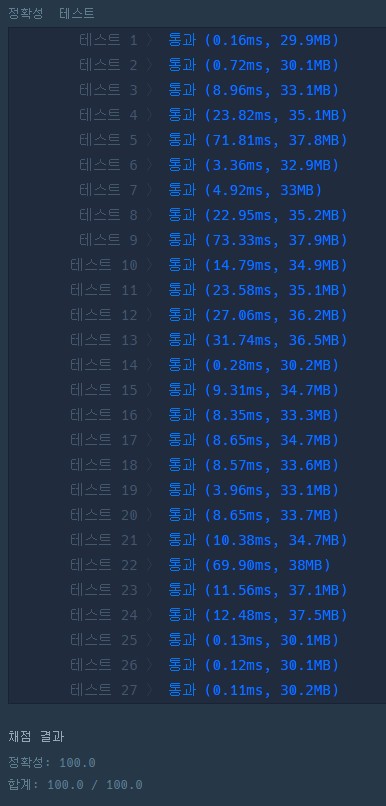 정확성 테스트
테스트 1 〉 통과 (0.16ms, 29.9MB)
테스트 2 〉 통과 (0.72ms, 30.1MB)
테스트 3 〉 통과 (8.96ms, 33.1MB)
테스트 4 〉 통과 (23.82ms, 35.1MB)
테스트 5 〉 통과 (71.81ms, 37.8MB)
테스트 6 〉 통과 (3.36ms, 32.9MB)
테스트 7 〉 통과 (4.92ms, 33MB)
테스트 8 〉 통과 (22.95ms, 35.2MB)
테스트 9 〉 통과 (73.33ms, 37.9MB)
테스트 10 〉 통과 (14.79ms, 34.9MB)
테스트 11 〉 통과 (23.58ms, 35.1MB)
테스트 12 〉 통과 (27.06ms, 36.2MB)
테스트 13 〉 통과 (31.74ms, 36.5MB)
테스트 14 〉 통과 (0.28ms, 30.2MB)
테스트 15 〉 통과 (9.31ms, 34.7MB)
테스트 16 〉 통과 (8.35ms, 33.3MB)
테스트 17 〉 통과 (8.65ms, 34.7MB)
테스트 18 〉 통과 (8.57ms, 33.6MB)
테스트 19 〉 통과 (3.96ms, 33.1MB)
테스트 20 〉 통과 (8.65ms, 33.7MB)
테스트 21 〉 통과 (10.38ms, 34.7MB)
테스트 22 〉 통과 (69.90ms, 38MB)
테스트 23 〉 통과 (11.56ms, 37.1MB)
테스트 24 〉 통과 (12.48ms, 37.5MB)
테스트 25 〉 통과 (0.13ms, 30.1MB)
테스트 26 〉 통과 (0.12ms, 30.1MB)
테스트 27 〉 통과 (0.11ms, 30.2MB)
채점 결과
정확성: 100.0
합계: 100.0 / 100.0